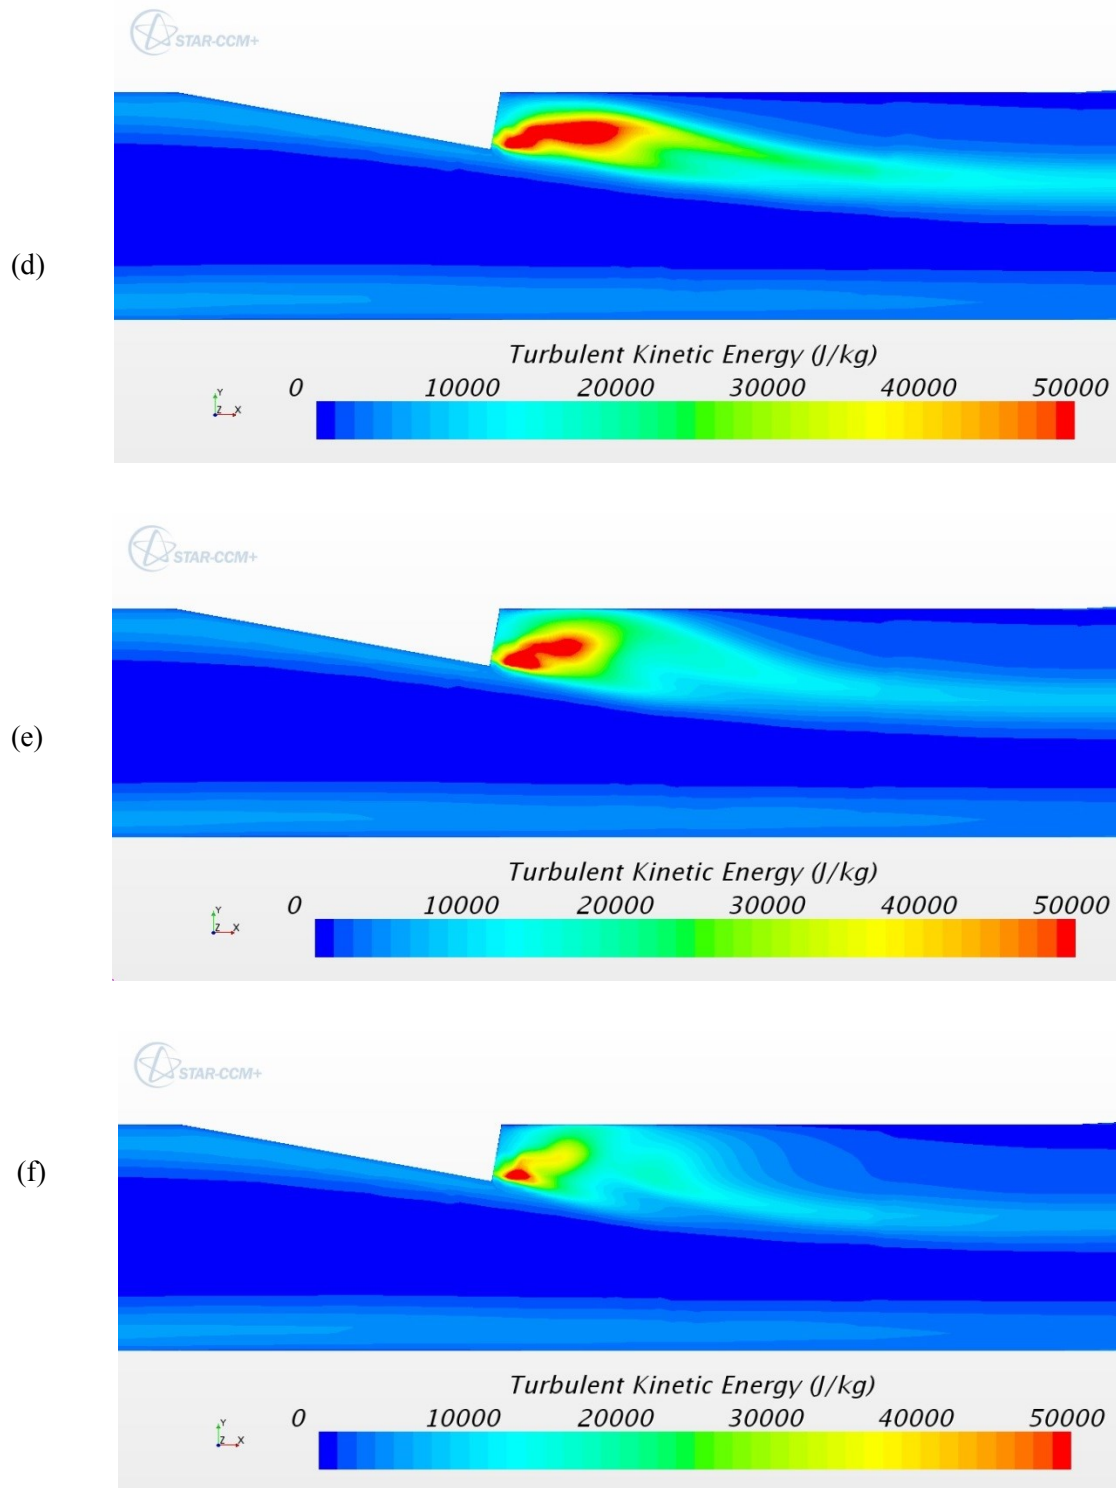 STAR-CCM+
(d)
Turbulent Kinetic Energy (J/kg)
0 10000 20000 30000 40000 50000
Y
Z X
STAR-CCM+
(e)
Turbulent Kinetic Energy (J/kg)
0 10000 20000 30000 40000 50000
Y
Z X
STAR-CCM+
(f)
Turbulent Kinetic Energy (J/kg)
0 10000 20000 30000 40000 50000
Y
Z X